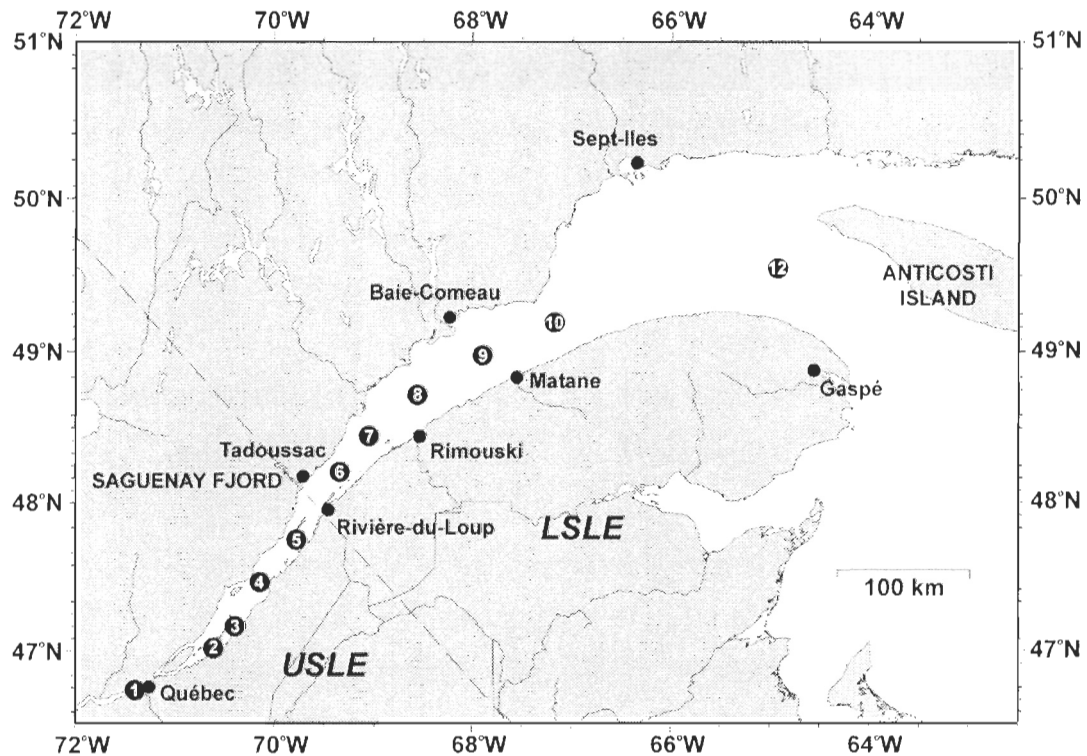 72°W 70°W 68°W 66°W 64°W
51°N 51°N
Sept-Iles
50°N 50°N
12
ANTICOSTI
ISLAND
Baie-Comeau
10
49°N 49°N
9
Matane
Gaspé
8
7
Tadoussac
Rimouski
6
SAGUENAY FJORD
48°N 48°N
Rivière-du-Loup
LSLE
5
4
100 km
3
2
47°N 47°N
USLE
1
Québec
72°W 70°W 68°W 66°W 64°W